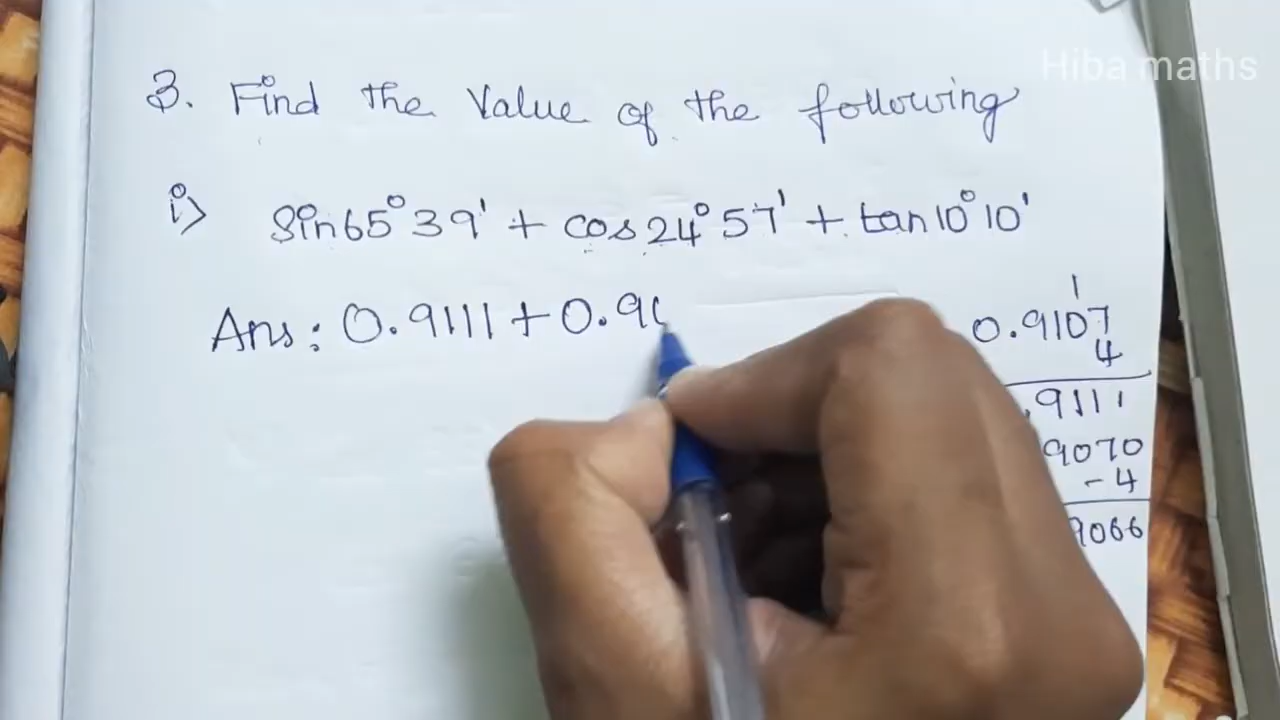 Hiba maths
3. Find the Value of the following
i) Sin65°39' + cos24°57' + tan10°10'
Ans: 0.9111 + 0.90
1
0.9107
4
.9111
9070
-4
9066